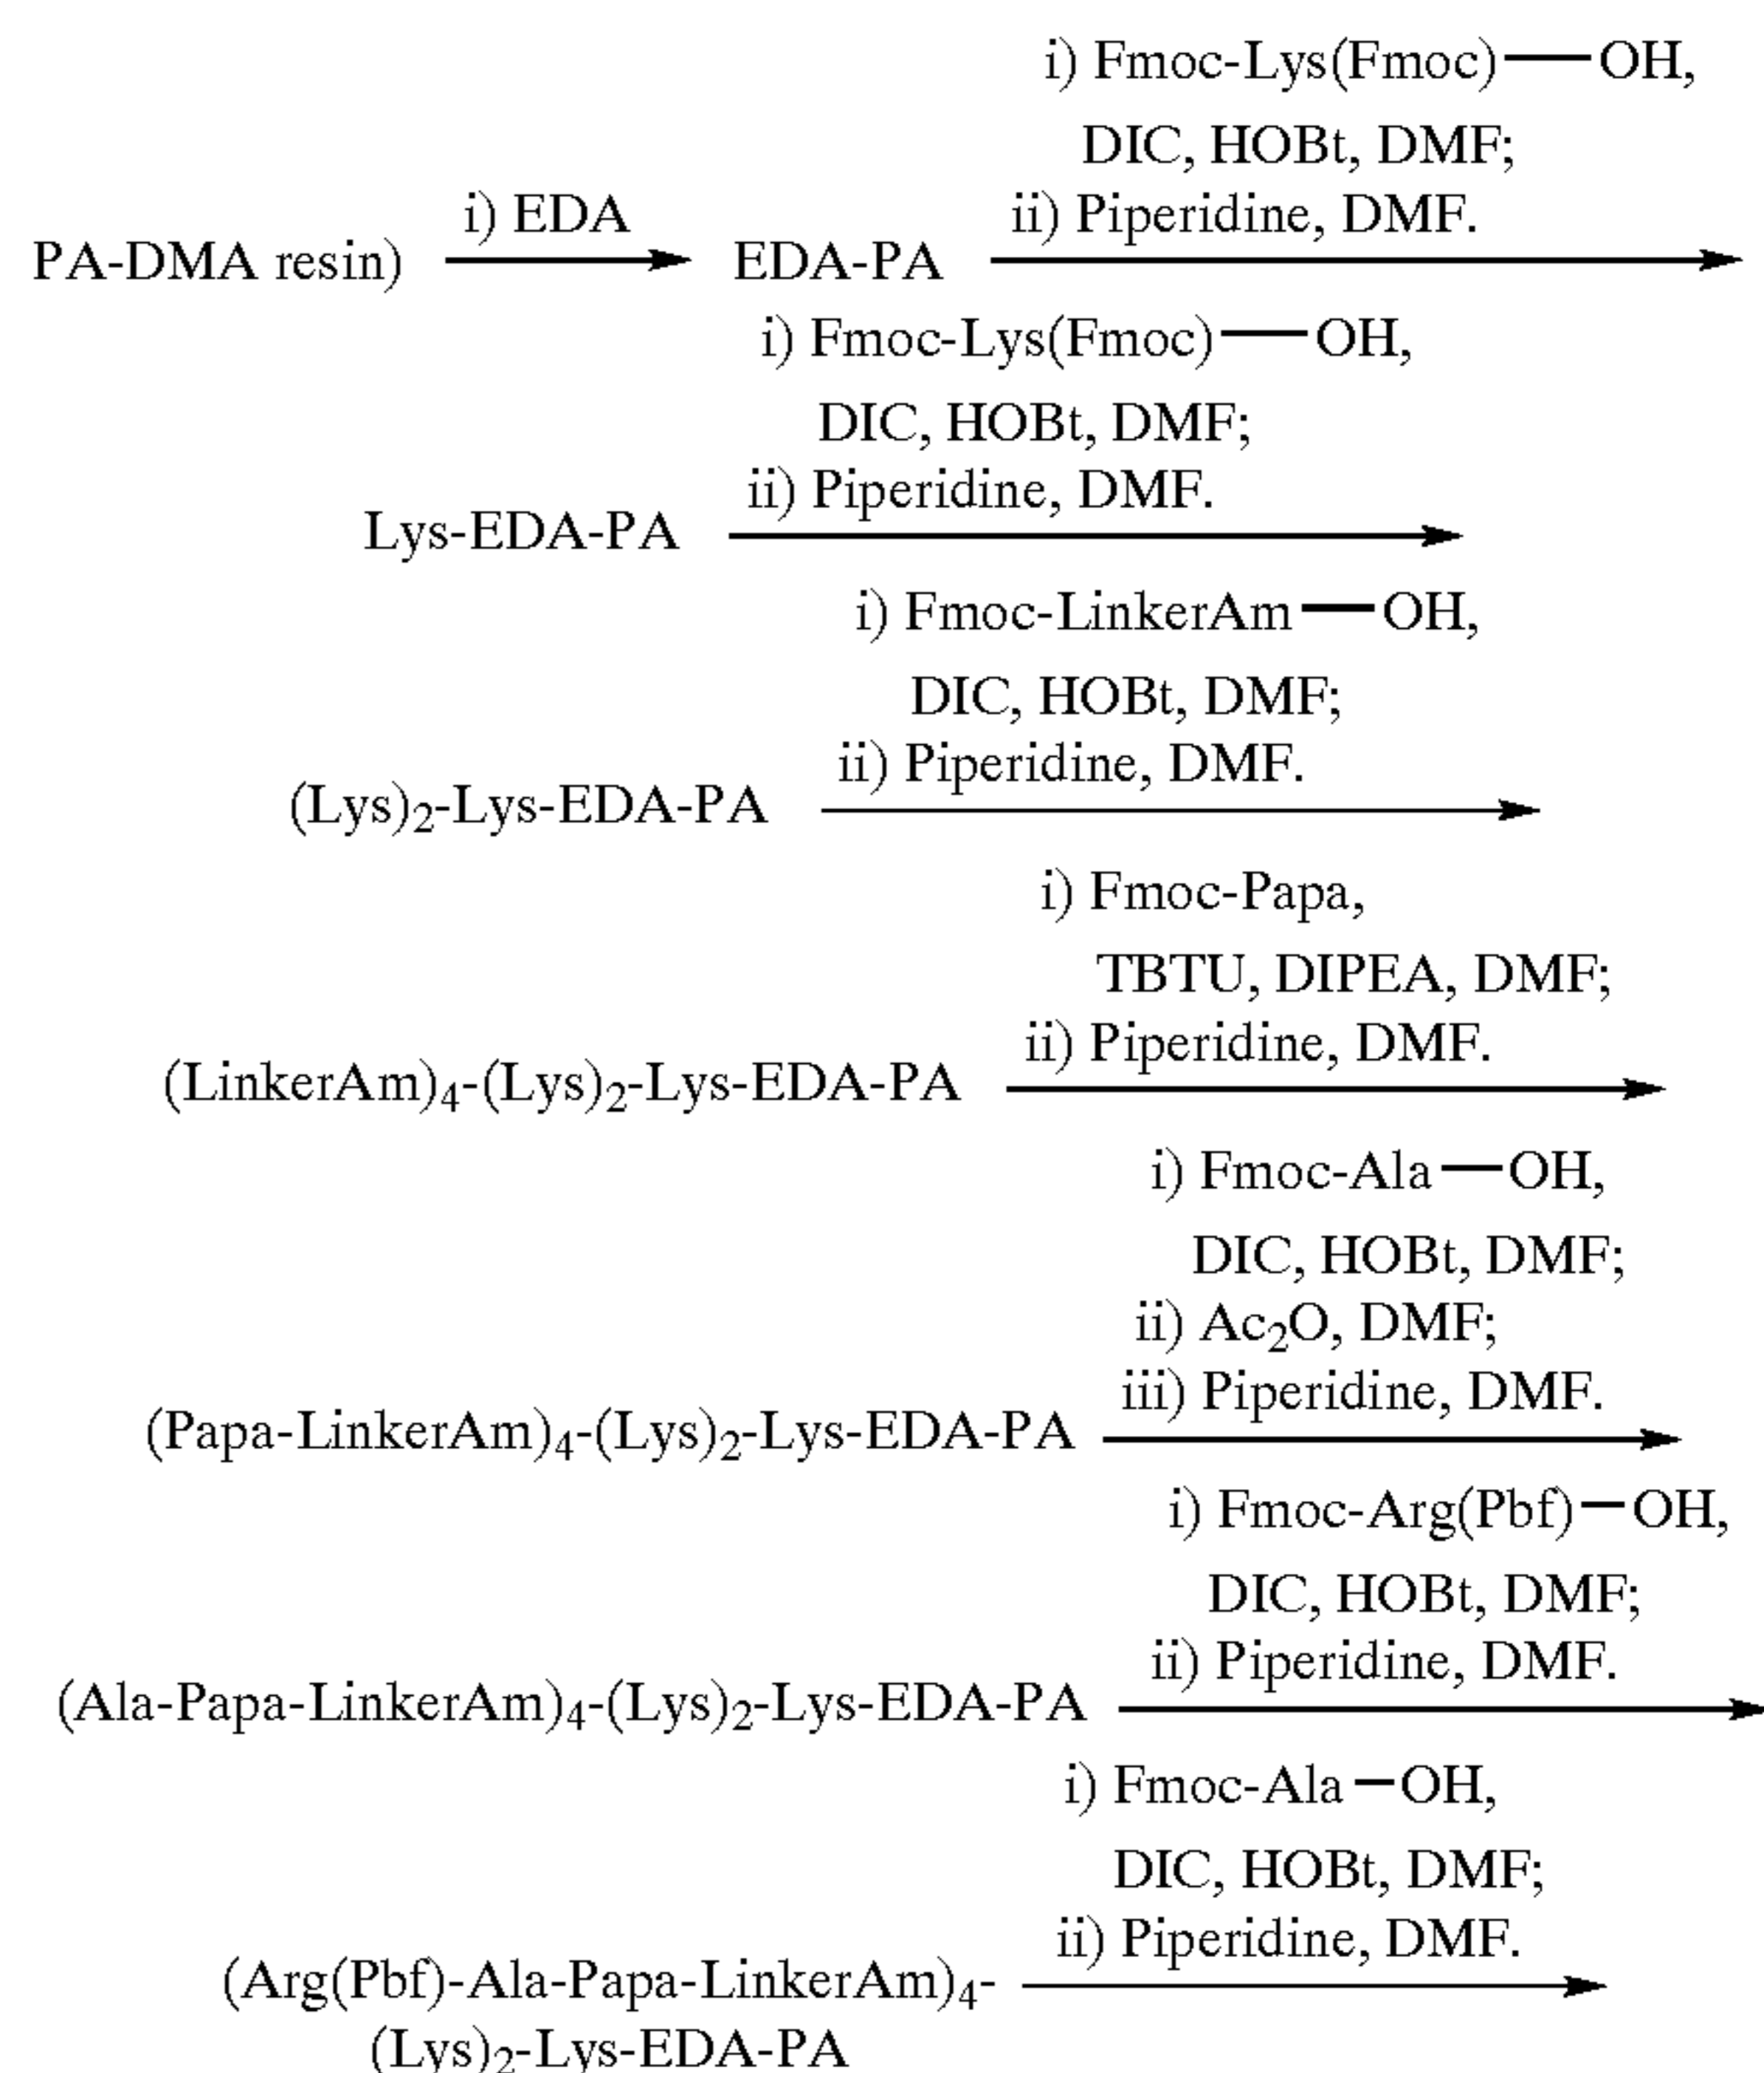 i) Fmoc-Lys(Fmoc)—OH,
DIC, HOBt, DMF;
i) EDA
ii) Piperidine, DMF.
PA-DMA resin)
EDA-PA
i) Fmoc-Lys(Fmoc)—OH,
DIC, HOBt, DMF;
ii) Piperidine, DMF.
Lys-EDA-PA
i) Fmoc-LinkerAm—OH,
DIC, HOBt, DMF;
ii) Piperidine, DMF.
(Lys)₂-Lys-EDA-PA
i) Fmoc-Papa,
TBTU, DIPEA, DMF;
ii) Piperidine, DMF.
(LinkerAm)₄-(Lys)₂-Lys-EDA-PA
i) Fmoc-Ala—OH,
DIC, HOBt, DMF;
ii) Ac₂O, DMF;
iii) Piperidine, DMF.
(Papa-LinkerAm)₄-(Lys)₂-Lys-EDA-PA
i) Fmoc-Arg(Pbf)—OH,
DIC, HOBt, DMF;
ii) Piperidine, DMF.
(Ala-Papa-LinkerAm)₄-(Lys)₂-Lys-EDA-PA
i) Fmoc-Ala—OH,
DIC, HOBt, DMF;
ii) Piperidine, DMF.
(Arg(Pbf)-Ala-Papa-LinkerAm)₄-
(Lys)₂-Lys-EDA-PA